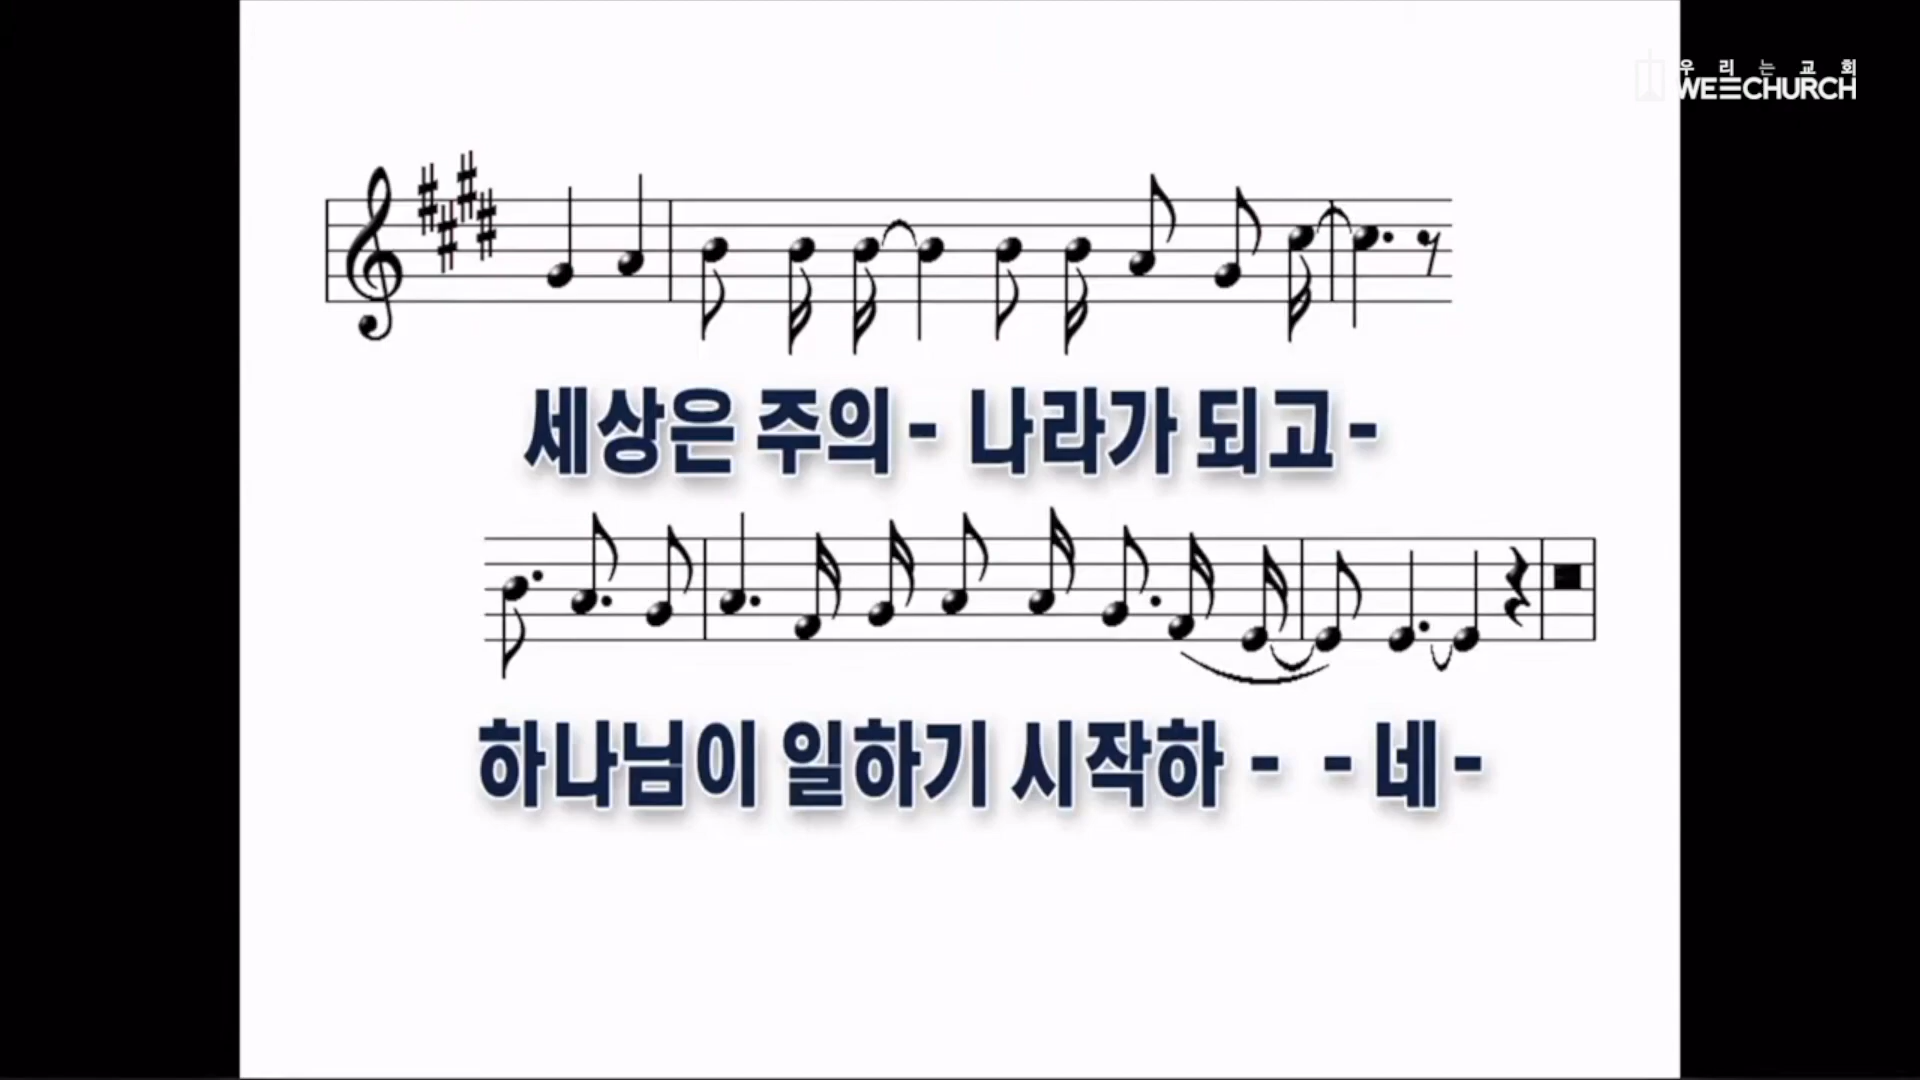 우리는교회
WE CHURCH
세상은 주의- 나라가 되고-
하나님이 일하기 시작하 - - 네-